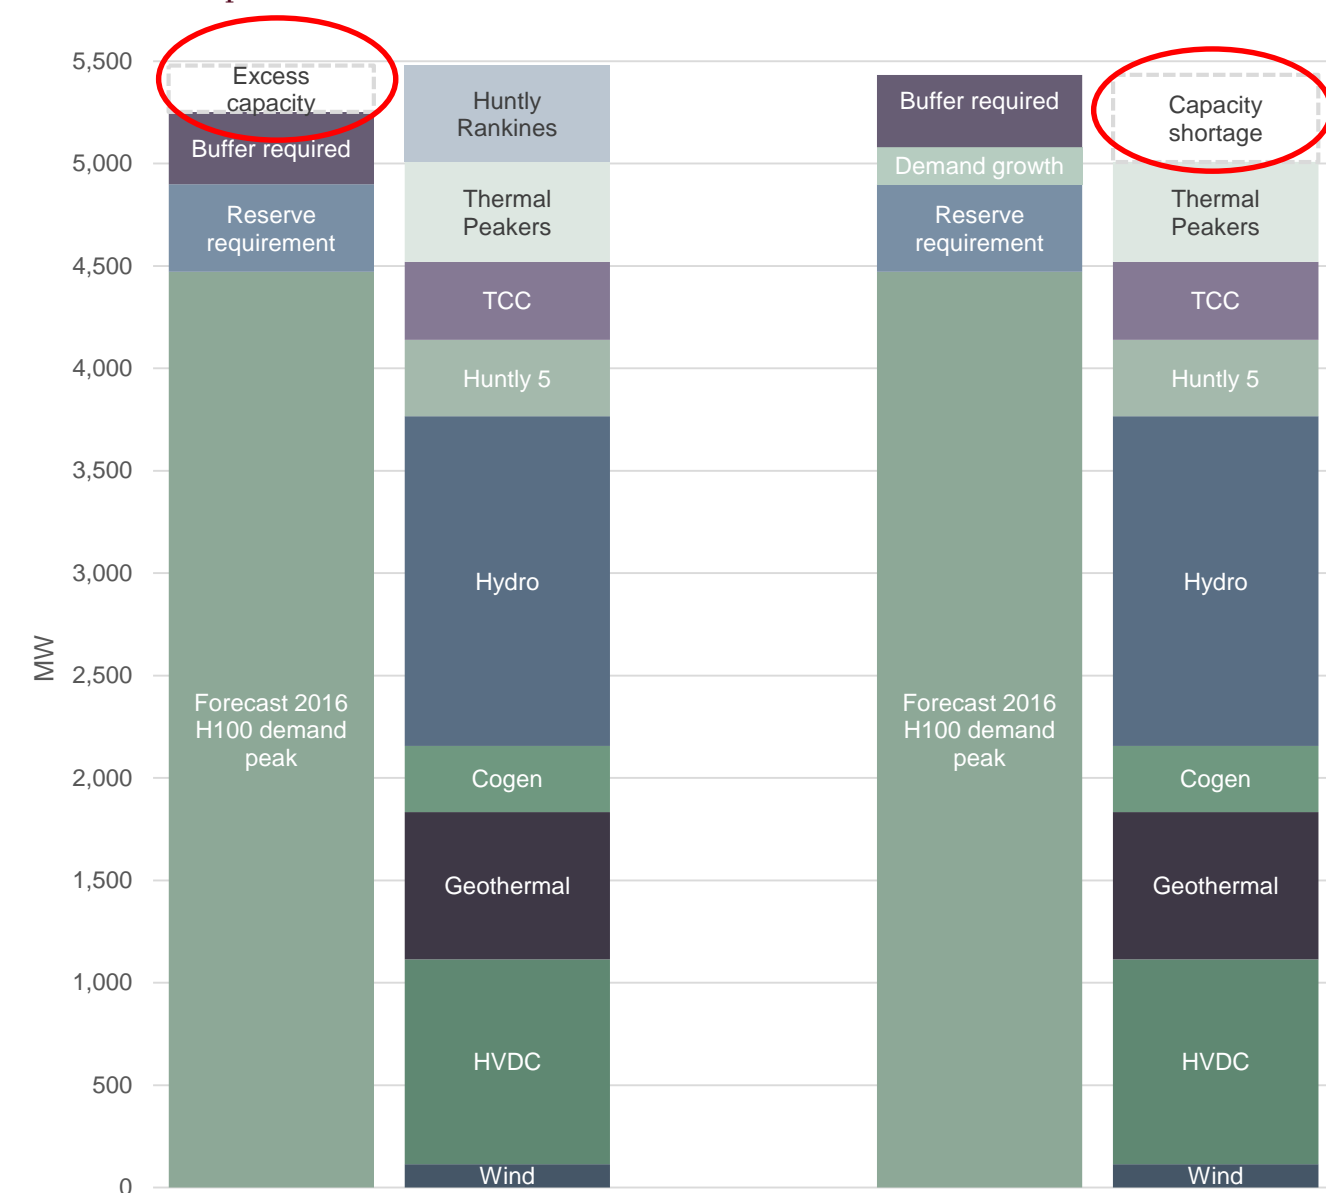 5,500
5,000
4,500
4,000
3,500
3,000
2,500
2,000
1,500
1,000
500
0
MW
Excess
capacity
Buffer required
Reserve
requirement
Forecast 2016
H100 demand
peak
Huntly
Rankines
Thermal
Peakers
TCC
Huntly 5
Hydro
Cogen
Geothermal
HVDC
Wind
Buffer required
Demand growth
Reserve
requirement
Forecast 2016
H100 demand
peak
Capacity
shortage
Thermal
Peakers
TCC
Huntly 5
Hydro
Cogen
Geothermal
HVDC
Wind